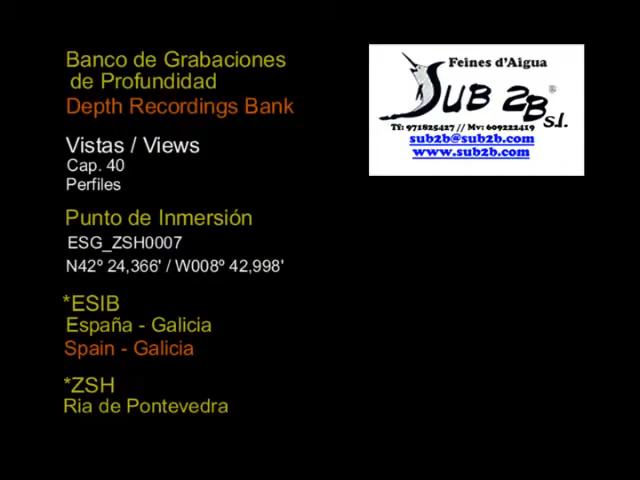 Banco de Grabaciones
de Profundidad
Depth Recordings Bank
Vistas / Views
Cap. 40
Perfiles
Punto de Inmersión
ESG_ZSH0007
N42º 24,366' / W008º 42,998'
*ESIB
España - Galicia
Spain - Galicia
*ZSH
Ria de Pontevedra
Feines d'Aigua
SUB 2B® s.l.
Tf: 971825427 // Mv: 609222419
sub2b@sub2b.com
www.sub2b.com